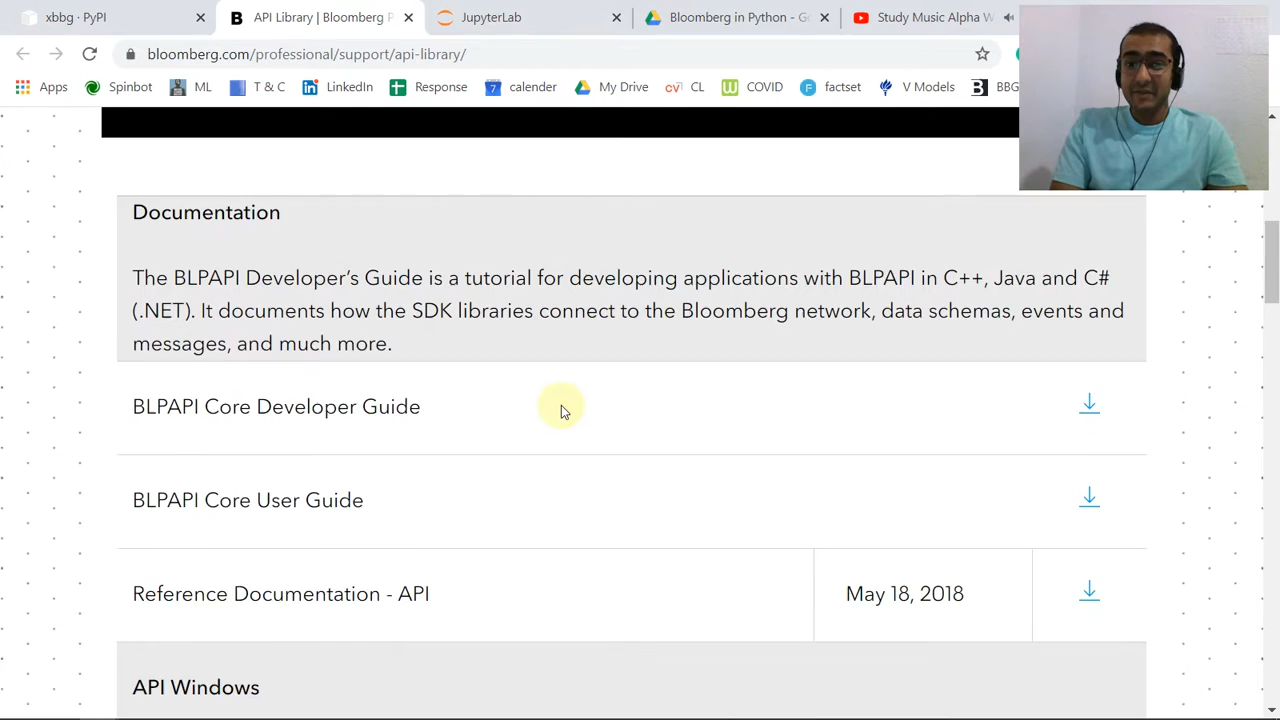 xbbg · PyPI
API Library | Bloomberg P
JupyterLab
Bloomberg in Python - G
Study Music Alpha W
bloomberg.com/professional/support/api-library/
Apps
Spinbot
ML
T & C
LinkedIn
Response
calender
My Drive
CL
COVID
factset
V Models
BBG
Documentation
The BLPAPI Developer’s Guide is a tutorial for developing applications with BLPAPI in C++, Java and C#
(.NET). It documents how the SDK libraries connect to the Bloomberg network, data schemas, events and
messages, and much more.
BLPAPI Core Developer Guide
BLPAPI Core User Guide
Reference Documentation - API May 18, 2018
API Windows